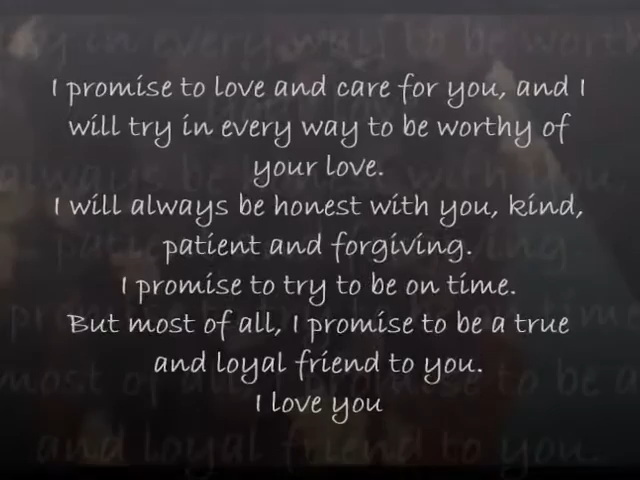 I promise to love and care for you, and I
will try in every way to be worthy of
your love.
I will always be honest with you, kind,
patient and forgiving.
I promise to try to be on time.
But most of all, I promise to be a true
and loyal friend to you.
I love you